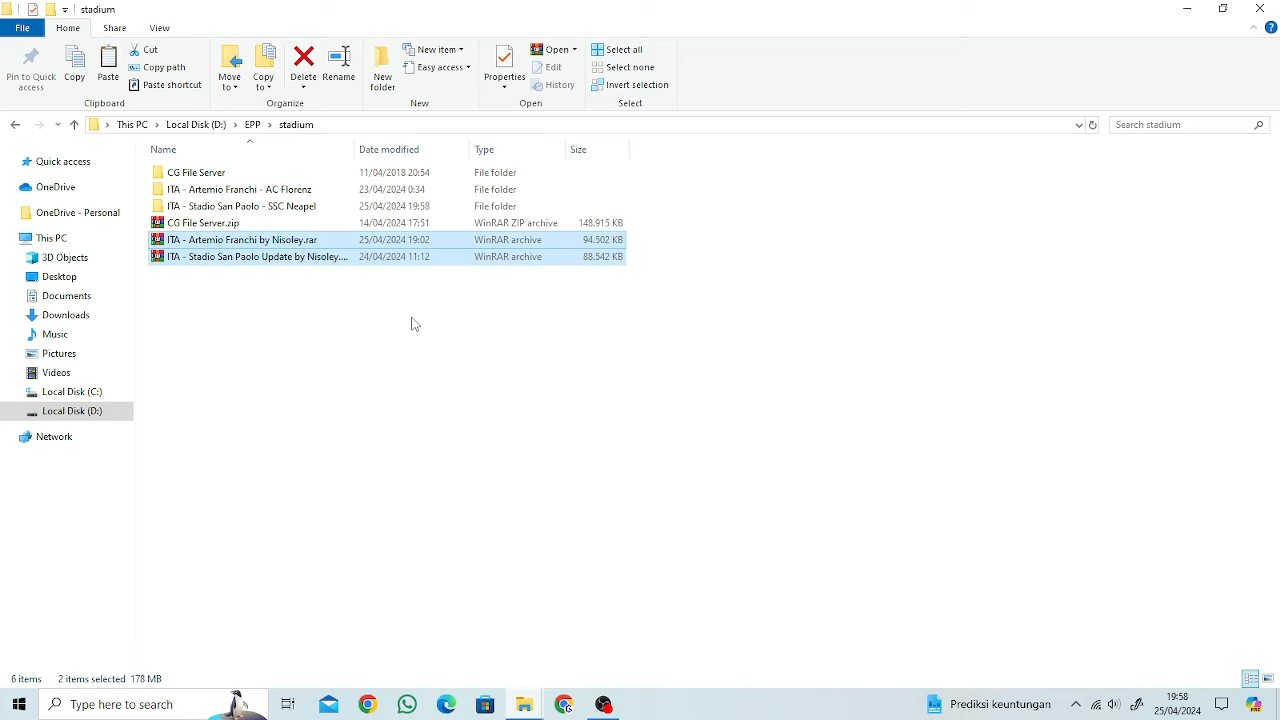 stadium
File
Home
Share
View
Pin to Quick access
Copy
Paste
Cut
Copy path
Paste shortcut
Clipboard
Move to
Copy to
Delete
Rename
Organize
New folder
New item
Easy access
New
Properties
Open
Edit
History
Open
Select all
Select none
Invert selection
Select
This PC > Local Disk (D:) > EPP > stadium
Search stadium
Name Date modified Type Size
CG File Server 11/04/2018 20:54 File folder
ITA - Artemio Franchi - AC Florenz 23/04/2024 0:34 File folder
ITA - Stadio San Paolo - SSC Neapel 25/04/2024 19:58 File folder
CG File Server.zip 14/04/2024 17:51 WinRAR ZIP archive 148.915 KB
ITA - Artemio Franchi by Nisoley.rar 25/04/2024 19:02 WinRAR archive 94.502 KB
ITA - Stadio San Paolo Update by Nisoley.... 24/04/2024 11:12 WinRAR archive 88.542 KB
Quick access
OneDrive
OneDrive - Personal
This PC
3D Objects
Desktop
Documents
Downloads
Music
Pictures
Videos
Local Disk (C:)
Local Disk (D:)
Network
6 items 2 items selected 178 MB
Type here to search
Prediksi keuntungan
19:58
25/04/2024